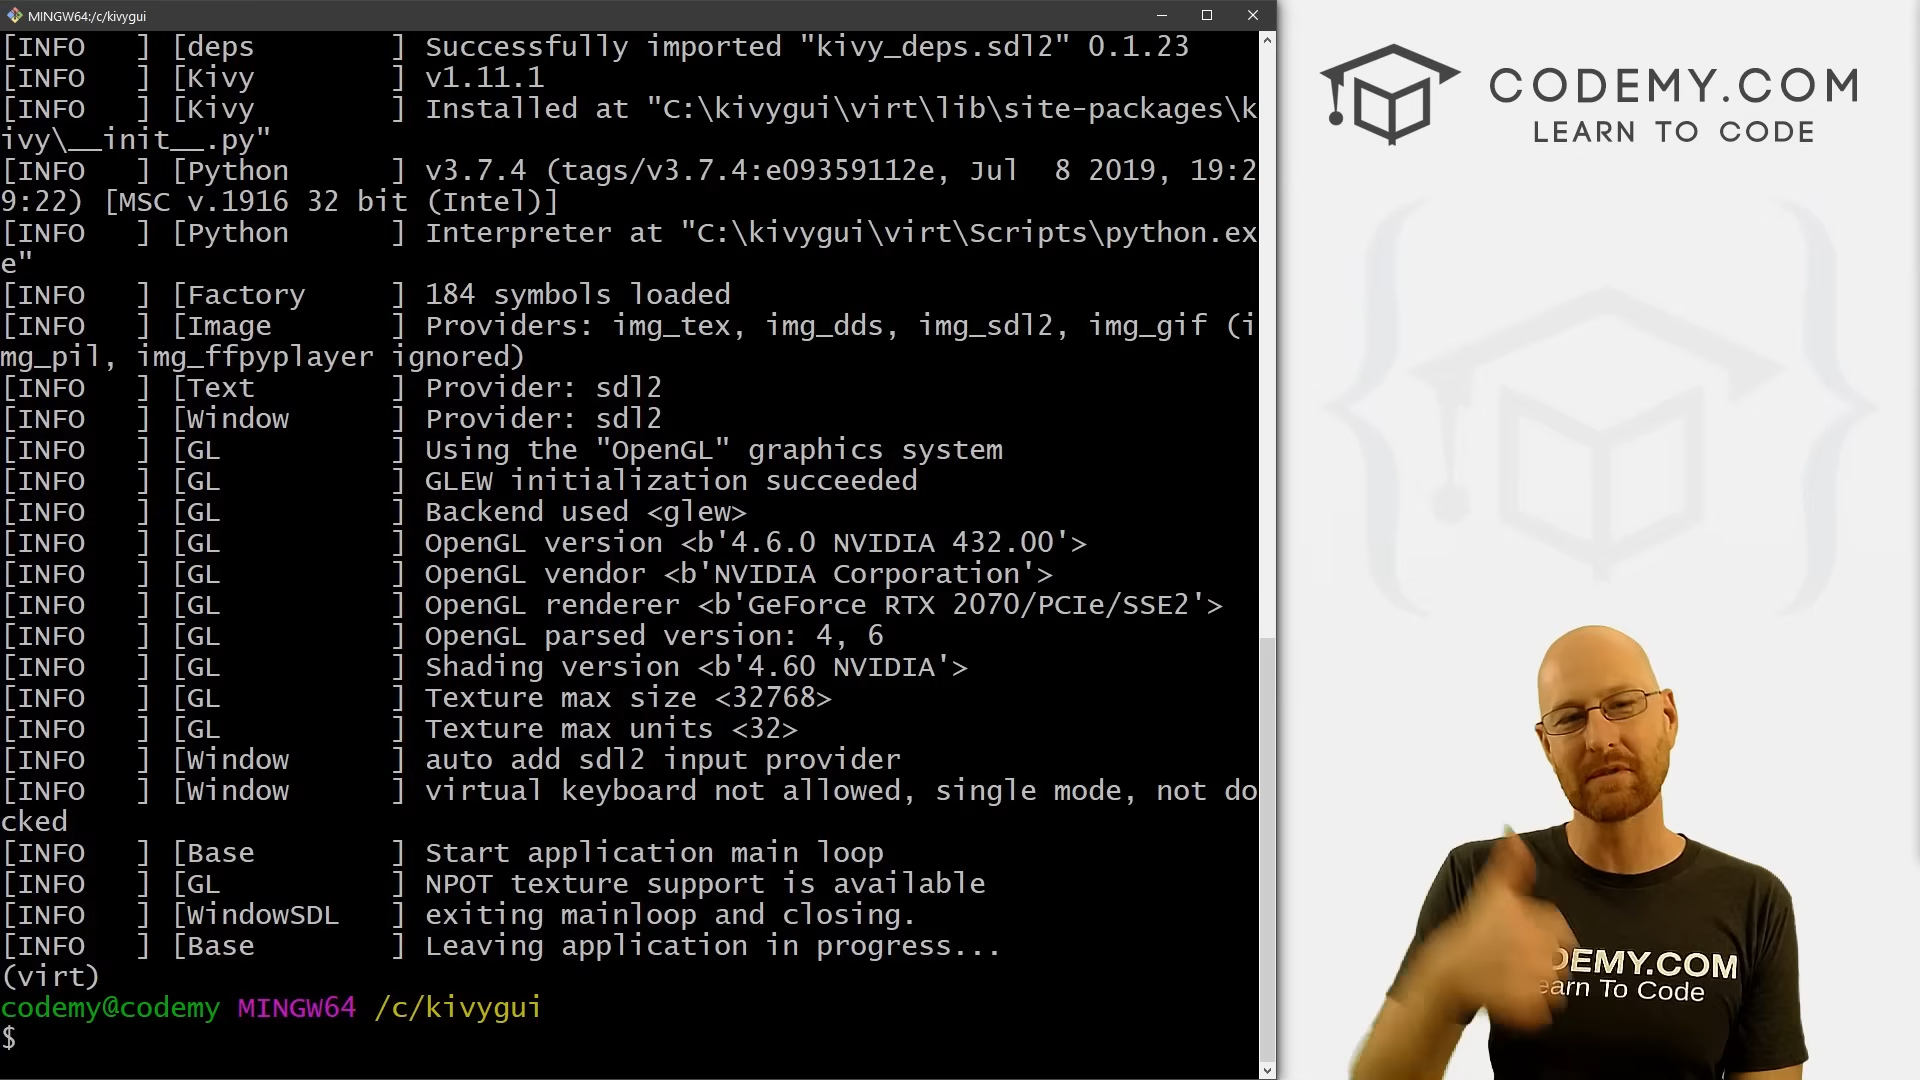 MINGW64:/c/kivygui
[INFO   ] [deps        ] Successfully imported "kivy_deps.sdl2" 0.1.23
[INFO   ] [Kivy        ] v1.11.1
[INFO   ] [Kivy        ] Installed at "C:\kivygui\virt\lib\site-packages\k
ivy\__init__.py"
[INFO   ] [Python      ] v3.7.4 (tags/v3.7.4:e09359112e, Jul  8 2019, 19:2
9:22) [MSC v.1916 32 bit (Intel)]
[INFO   ] [Python      ] Interpreter at "C:\kivygui\virt\Scripts\python.ex
e"
[INFO   ] [Factory     ] 184 symbols loaded
[INFO   ] [Image       ] Providers: img_tex, img_dds, img_sdl2, img_gif (i
mg_pil, img_ffpyplayer ignored)
[INFO   ] [Text        ] Provider: sdl2
[INFO   ] [Window      ] Provider: sdl2
[INFO   ] [GL          ] Using the "OpenGL" graphics system
[INFO   ] [GL          ] GLEW initialization succeeded
[INFO   ] [GL          ] Backend used <glew>
[INFO   ] [GL          ] OpenGL version <b'4.6.0 NVIDIA 432.00'>
[INFO   ] [GL          ] OpenGL vendor <b'NVIDIA Corporation'>
[INFO   ] [GL          ] OpenGL renderer <b'GeForce RTX 2070/PCIe/SSE2'>
[INFO   ] [GL          ] OpenGL parsed version: 4, 6
[INFO   ] [GL          ] Shading version <b'4.60 NVIDIA'>
[INFO   ] [GL          ] Texture max size <32768>
[INFO   ] [GL          ] Texture max units <32>
[INFO   ] [Window      ] auto add sdl2 input provider
[INFO   ] [Window      ] virtual keyboard not allowed, single mode, not do
cked
[INFO   ] [Base        ] Start application main loop
[INFO   ] [GL          ] NPOT texture support is available
[INFO   ] [WindowSDL   ] exiting mainloop and closing.
[INFO   ] [Base        ] Leaving application in progress...
(virt)
codemy@codemy MINGW64 /c/kivygui
$
CODEMY.COM
LEARN TO CODE
DEMY.COM
earn To Code